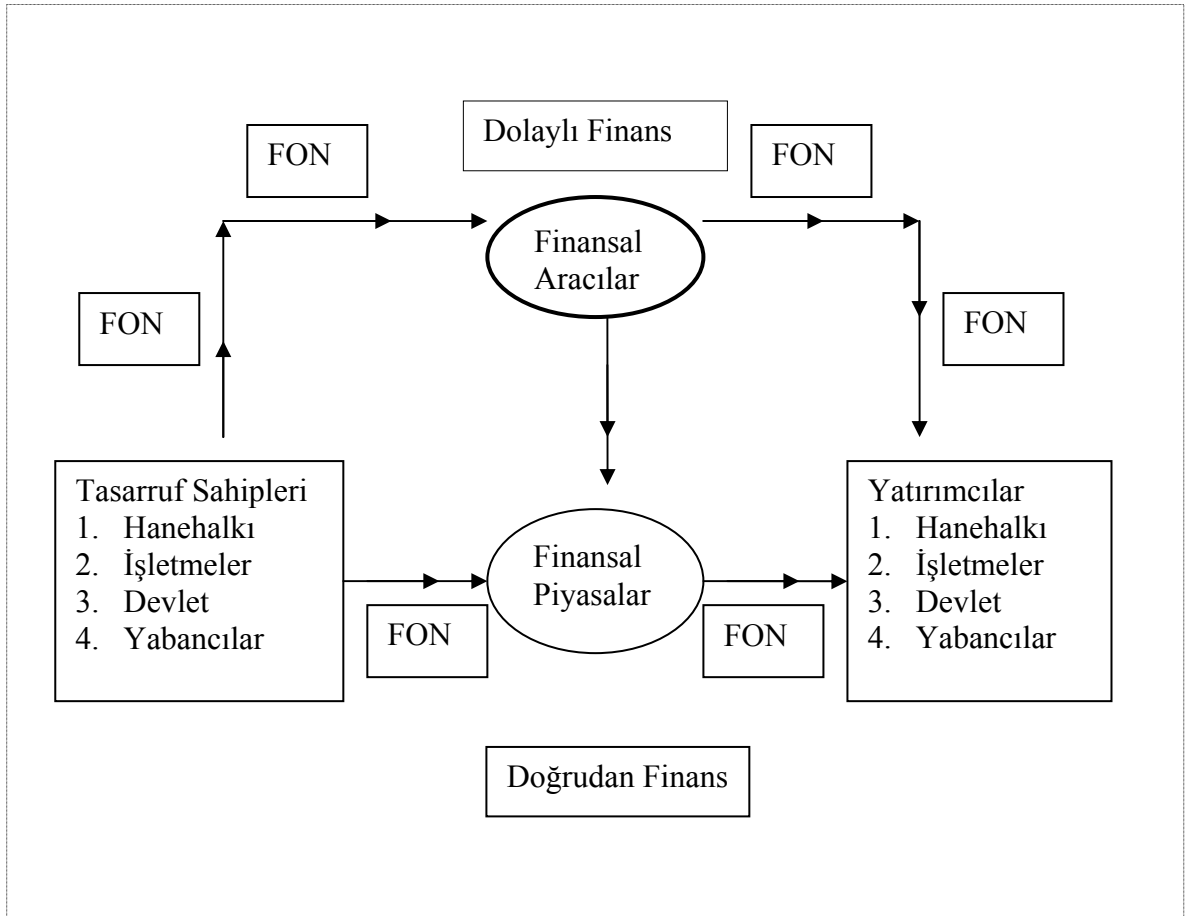 Dolaylı Finans
FON
FON
Finansal
Aracılar
FON
FON
Tasarruf Sahipleri
1. Hanehalkı
2. İşletmeler
3. Devlet
4. Yabancılar
Finansal
Piyasalar
Yatırımcılar
1. Hanehalkı
2. İşletmeler
3. Devlet
4. Yabancılar
FON
FON
Doğrudan Finans